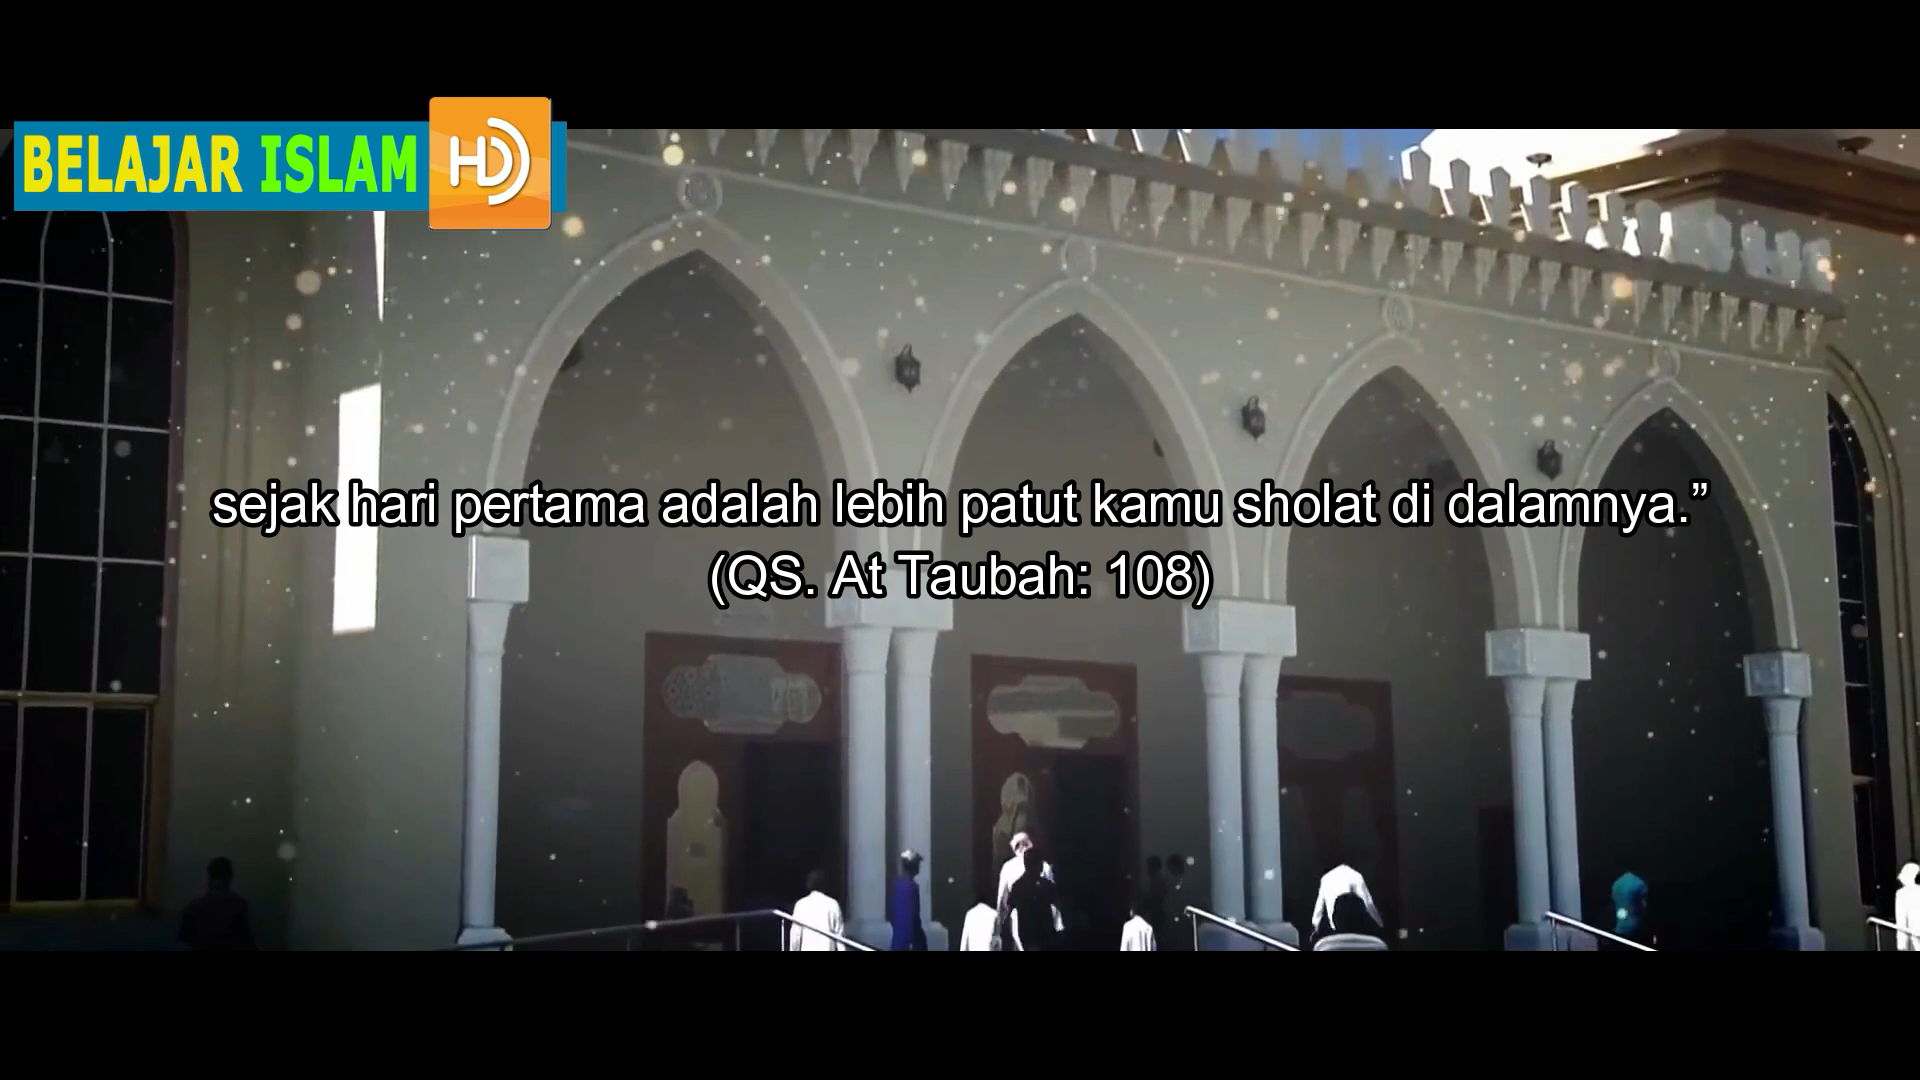 BELAJAR ISLAM HD
sejak hari pertama adalah lebih patut kamu sholat di dalamnya.”
(QS. At Taubah: 108)